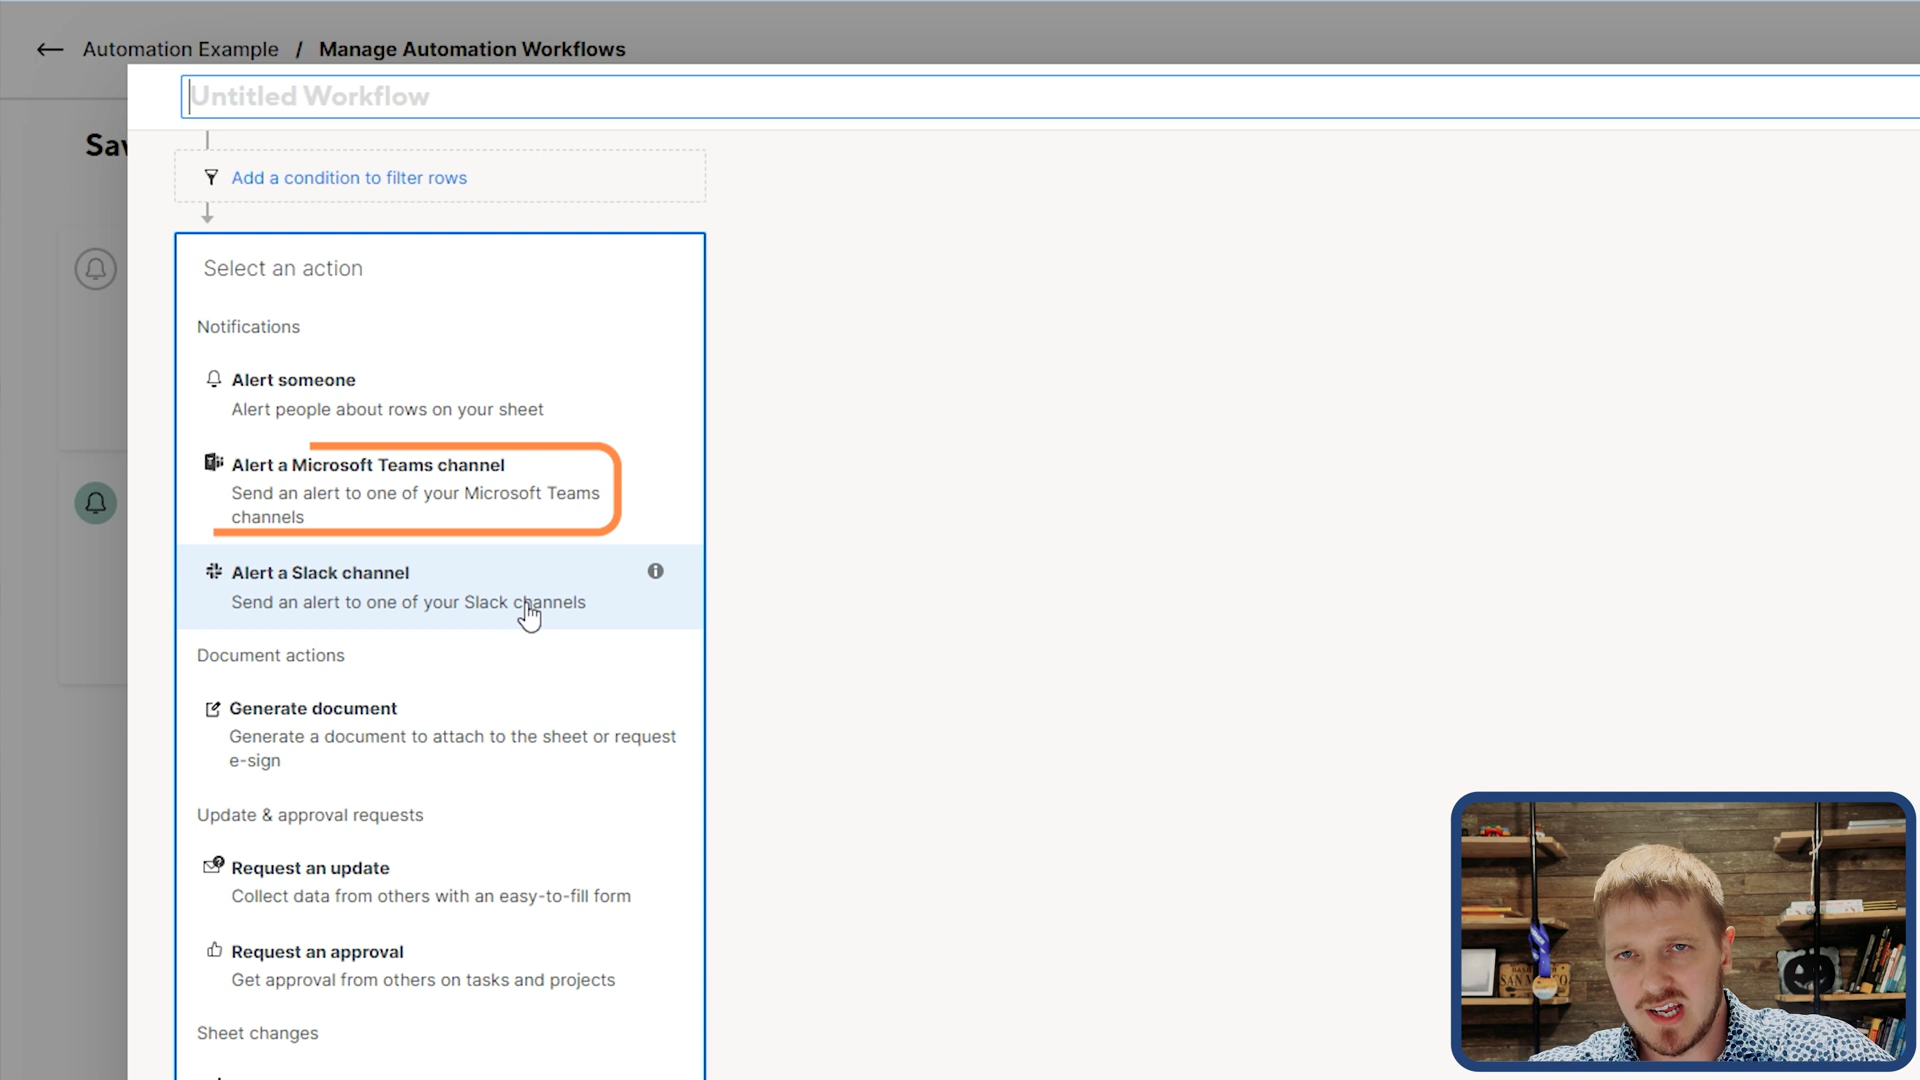 Automation Example / Manage Automation Workflows
Untitled Workflow
Add a condition to filter rows
Select an action
Notifications
Alert someone
Alert people about rows on your sheet
Alert a Microsoft Teams channel
Send an alert to one of your Microsoft Teams
channels
Alert a Slack channel
Send an alert to one of your Slack channels
Document actions
Generate document
Generate a document to attach to the sheet or request
e-sign
Update & approval requests
Request an update
Collect data from others with an easy-to-fill form
Request an approval
Get approval from others on tasks and projects
Sheet changes